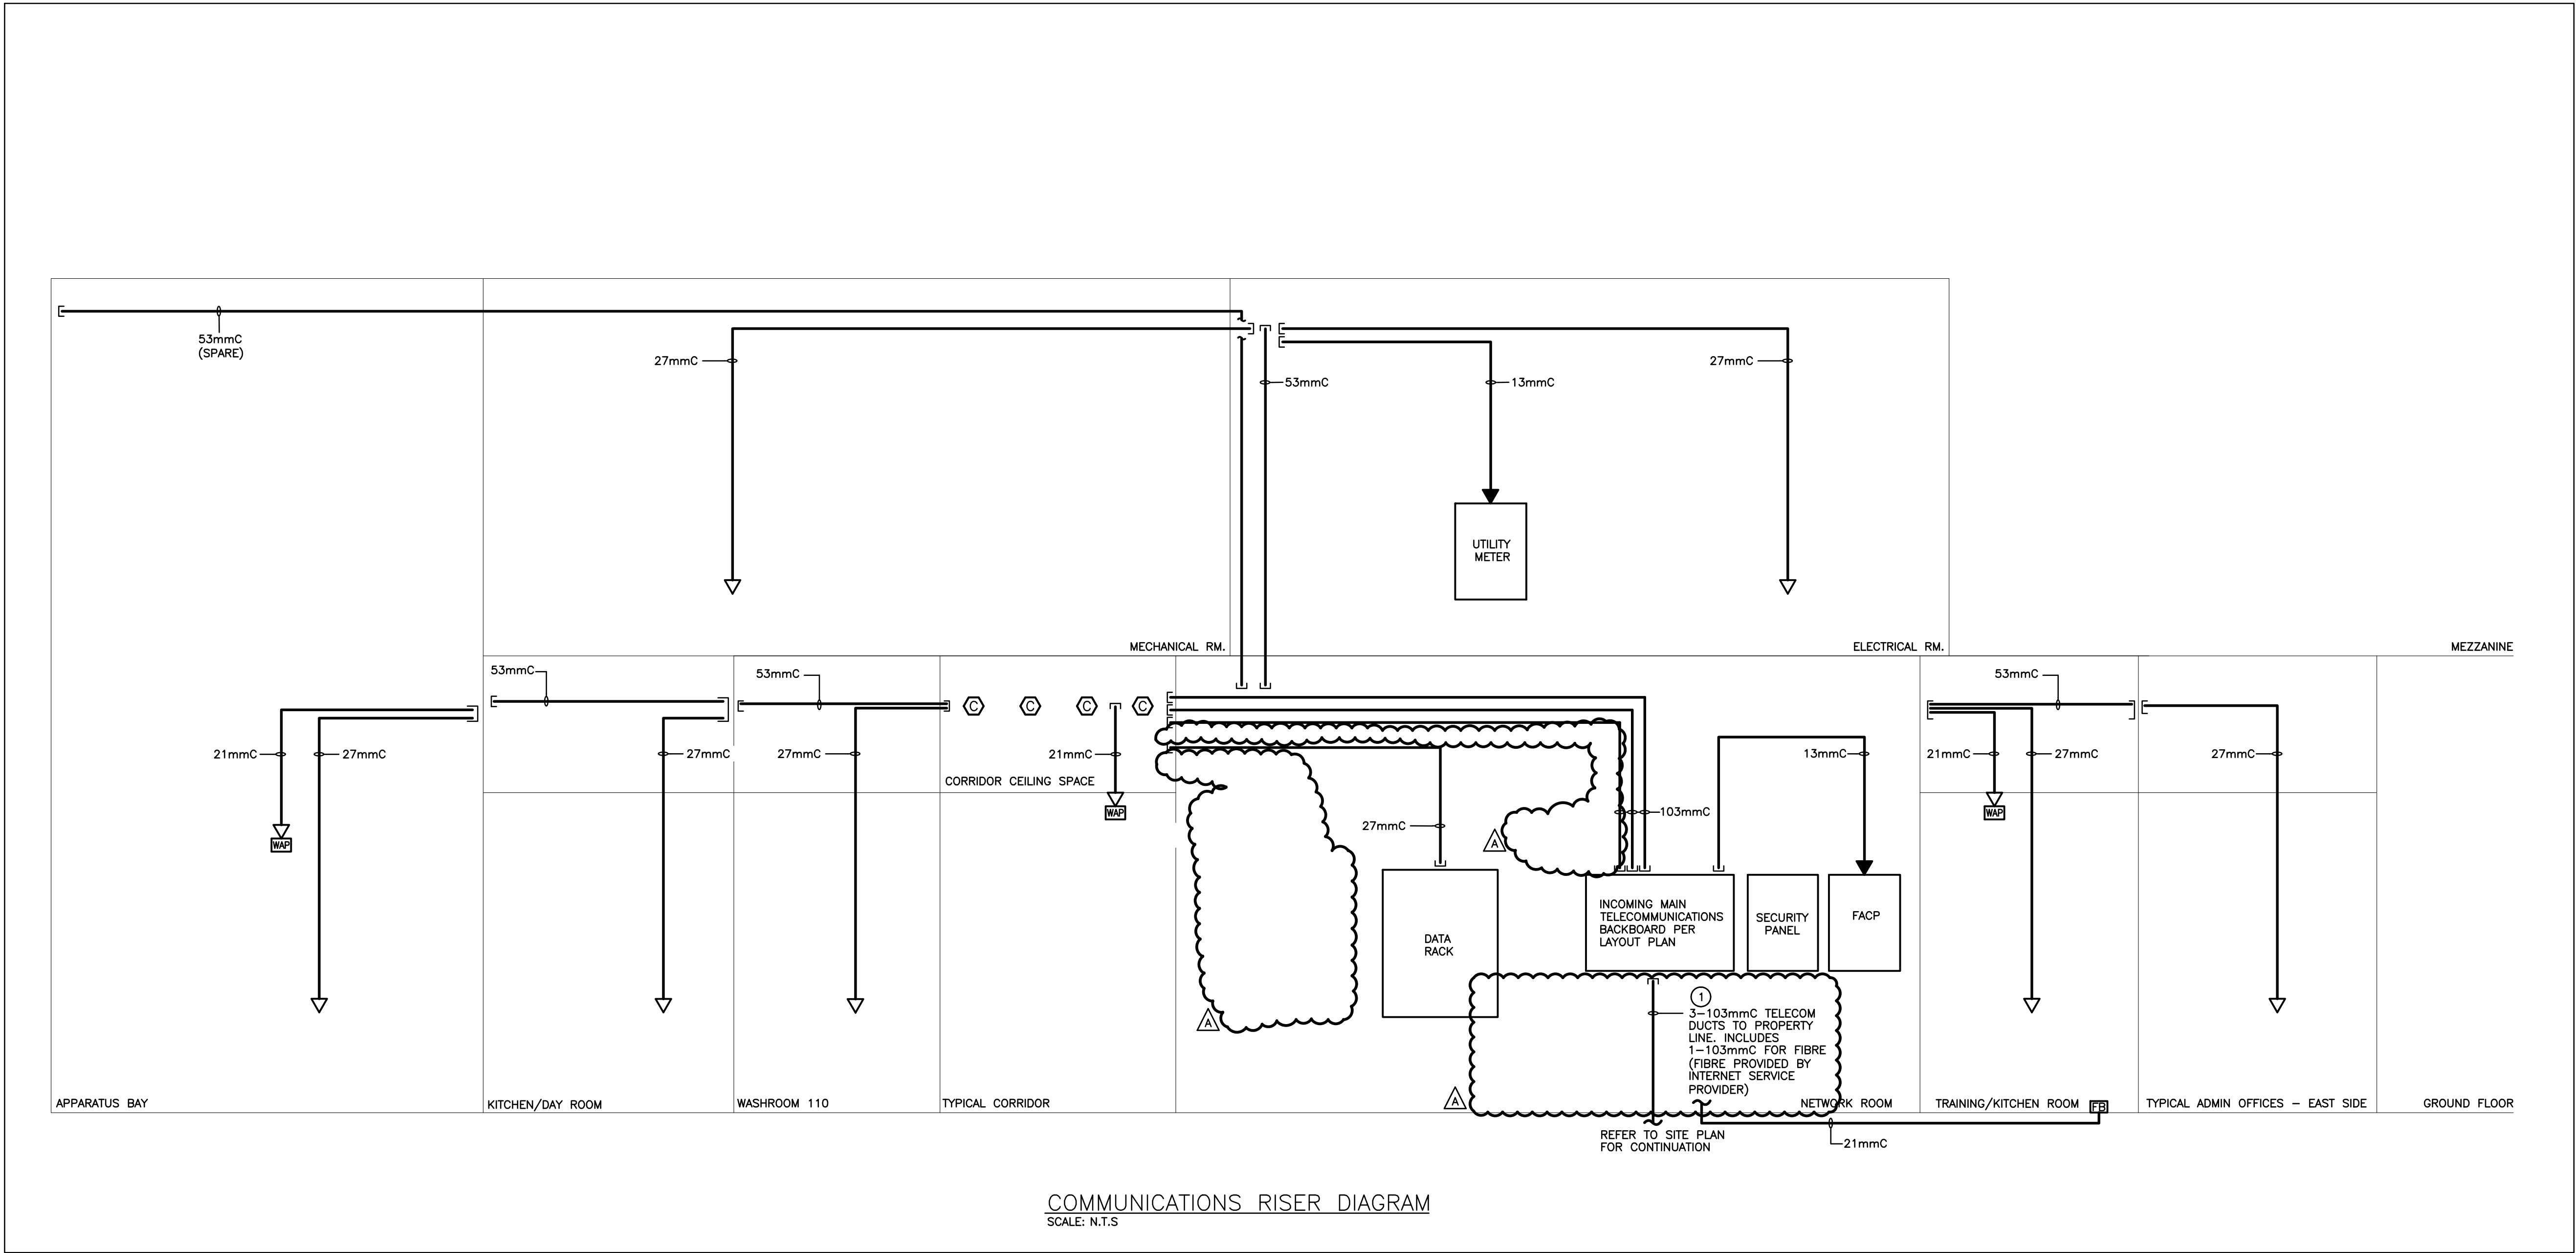 53mmC
(SPARE)
27mmC
53mmC
13mmC
27mmC
UTILITY
METER
MECHANICAL RM.
ELECTRICAL RM.
MEZZANINE
53mmC
53mmC
53mmC
C
C
C
C
21mmC
27mmC
27mmC
27mmC
21mmC
13mmC
21mmC
27mmC
27mmC
CORRIDOR CEILING SPACE
WAP
WAP
WAP
27mmC
103mmC
A
INCOMING MAIN
TELECOMMUNICATIONS
BACKBOARD PER
LAYOUT PLAN
SECURITY
PANEL
FACP
DATA
RACK
1
3-103mmC TELECOM
DUCTS TO PROPERTY
LINE. INCLUDES
1-103mmC FOR FIBRE
(FIBRE PROVIDED BY
INTERNET SERVICE
PROVIDER)
A
A
APPARATUS BAY
KITCHEN/DAY ROOM
WASHROOM 110
TYPICAL CORRIDOR
NETWORK ROOM
TRAINING/KITCHEN ROOM
FB
TYPICAL ADMIN OFFICES - EAST SIDE
GROUND FLOOR
REFER TO SITE PLAN
FOR CONTINUATION
21mmC
COMMUNICATIONS RISER DIAGRAM
SCALE: N.T.S